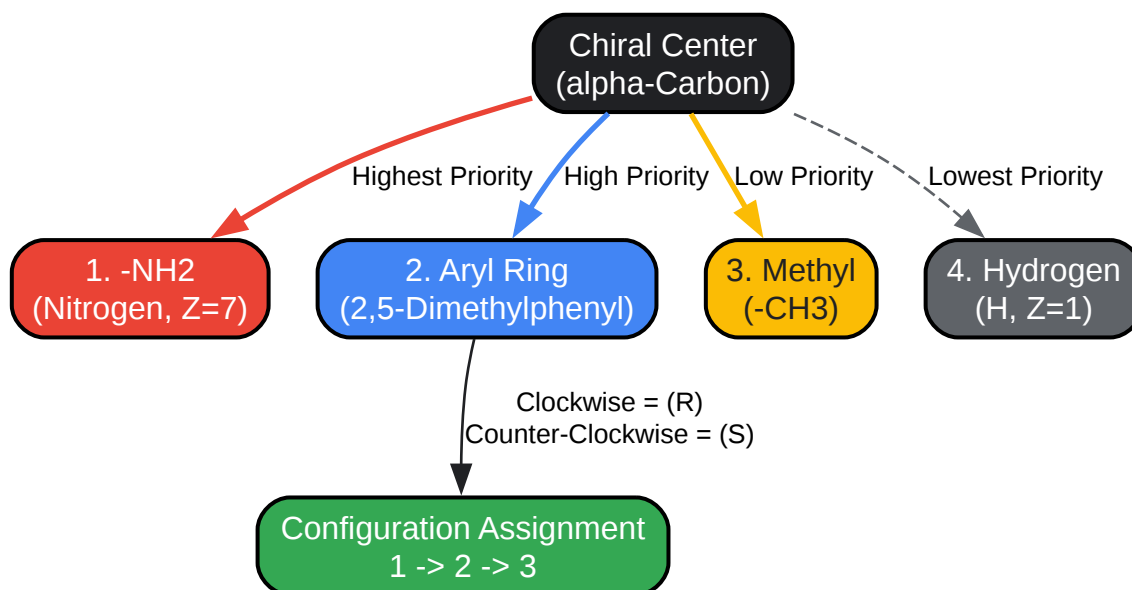 Chiral Center
(alpha-Carbon)
Highest Priority
High Priority
Low Priority
Lowest Priority
1. -NH2
(Nitrogen, Z=7)
2. Aryl Ring
(2,5-Dimethylphenyl)
3. Methyl
(-CH3)
4. Hydrogen
(H, Z=1)
Clockwise = (R)
Counter-Clockwise = (S)
Configuration Assignment
1 -> 2 -> 3